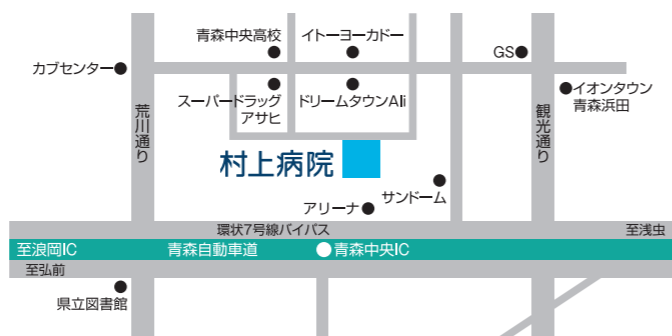 青森中央高校
イトーヨーカドー
GS
カブセンター
スーパードラッグ
アサヒ
ドリームタウンAli
イオンタウン
青森浜田
荒川通り
観光通り
村上病院
サンドーム
アリーナ
環状7号線バイパス
至浅虫
至浪岡IC
青森自動車道
青森中央IC
至弘前
県立図書館